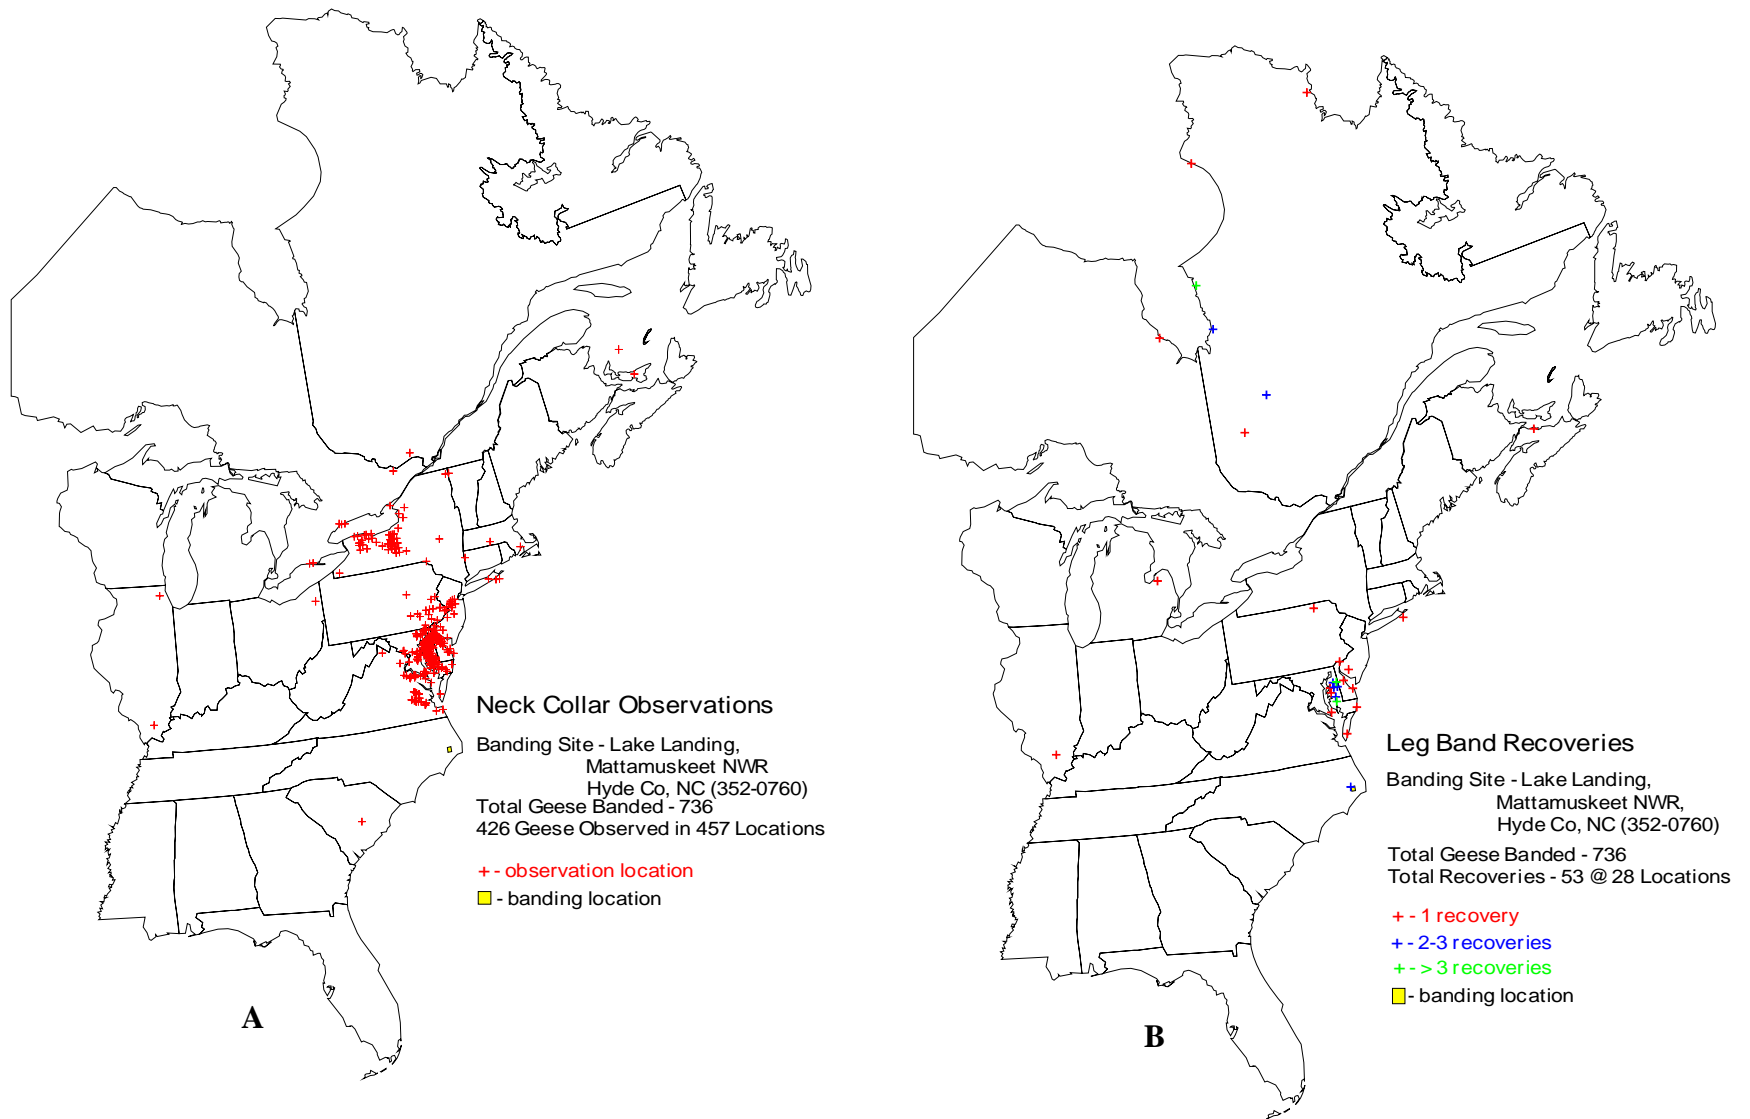 Neck Collar Observations
Banding Site - Lake Landing,
Mattamuskeet NWR
Hyde Co, NC (352-0760)
Total Geese Banded - 736
426 Geese Observed in 457 Locations
+ - observation location
- banding location
A
Leg Band Recoveries
Banding Site - Lake Landing,
Mattamuskeet NWR,
Hyde Co, NC (352-0760)
Total Geese Banded - 736
Total Recoveries - 53 @ 28 Locations
+ - 1 recovery
+ - 2-3 recoveries
+ - > 3 recoveries
- banding location
B